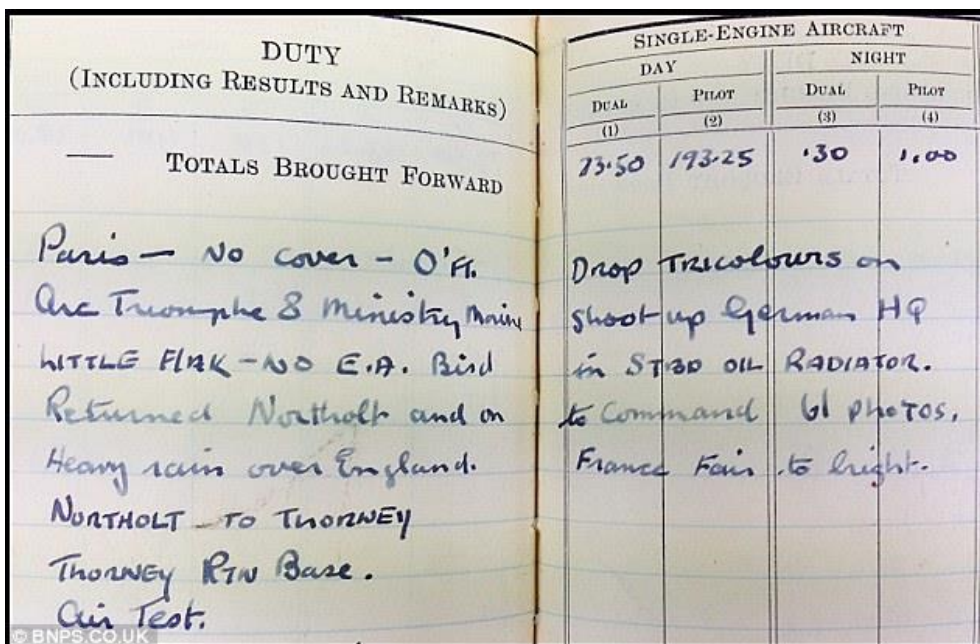 DUTY
(INCLUDING RESULTS AND REMARKS)
TOTALS BROUGHT FORWARD
SINGLE-ENGINE AIRCRAFT
DAY NIGHT
DUAL PILOT DUAL PILOT
(1) (2) (3) (4)
73.50 193.25 .30 1.00
Paris — No cover — O'Ft. Drop TRICOLOURS on
Arc Triomphe & Ministry Marine shoot up German HQ
LITTLE FLAK — NO E.A. Bird in STBD OIL RADIATOR.
Returned Northolt and on to Command 61 photos.
Heavy rain over England. France Fair to bright.
NORTHOLT TO THORNEY
Thorney RTN Base.
Air Test.
© BNPS.CO.UK